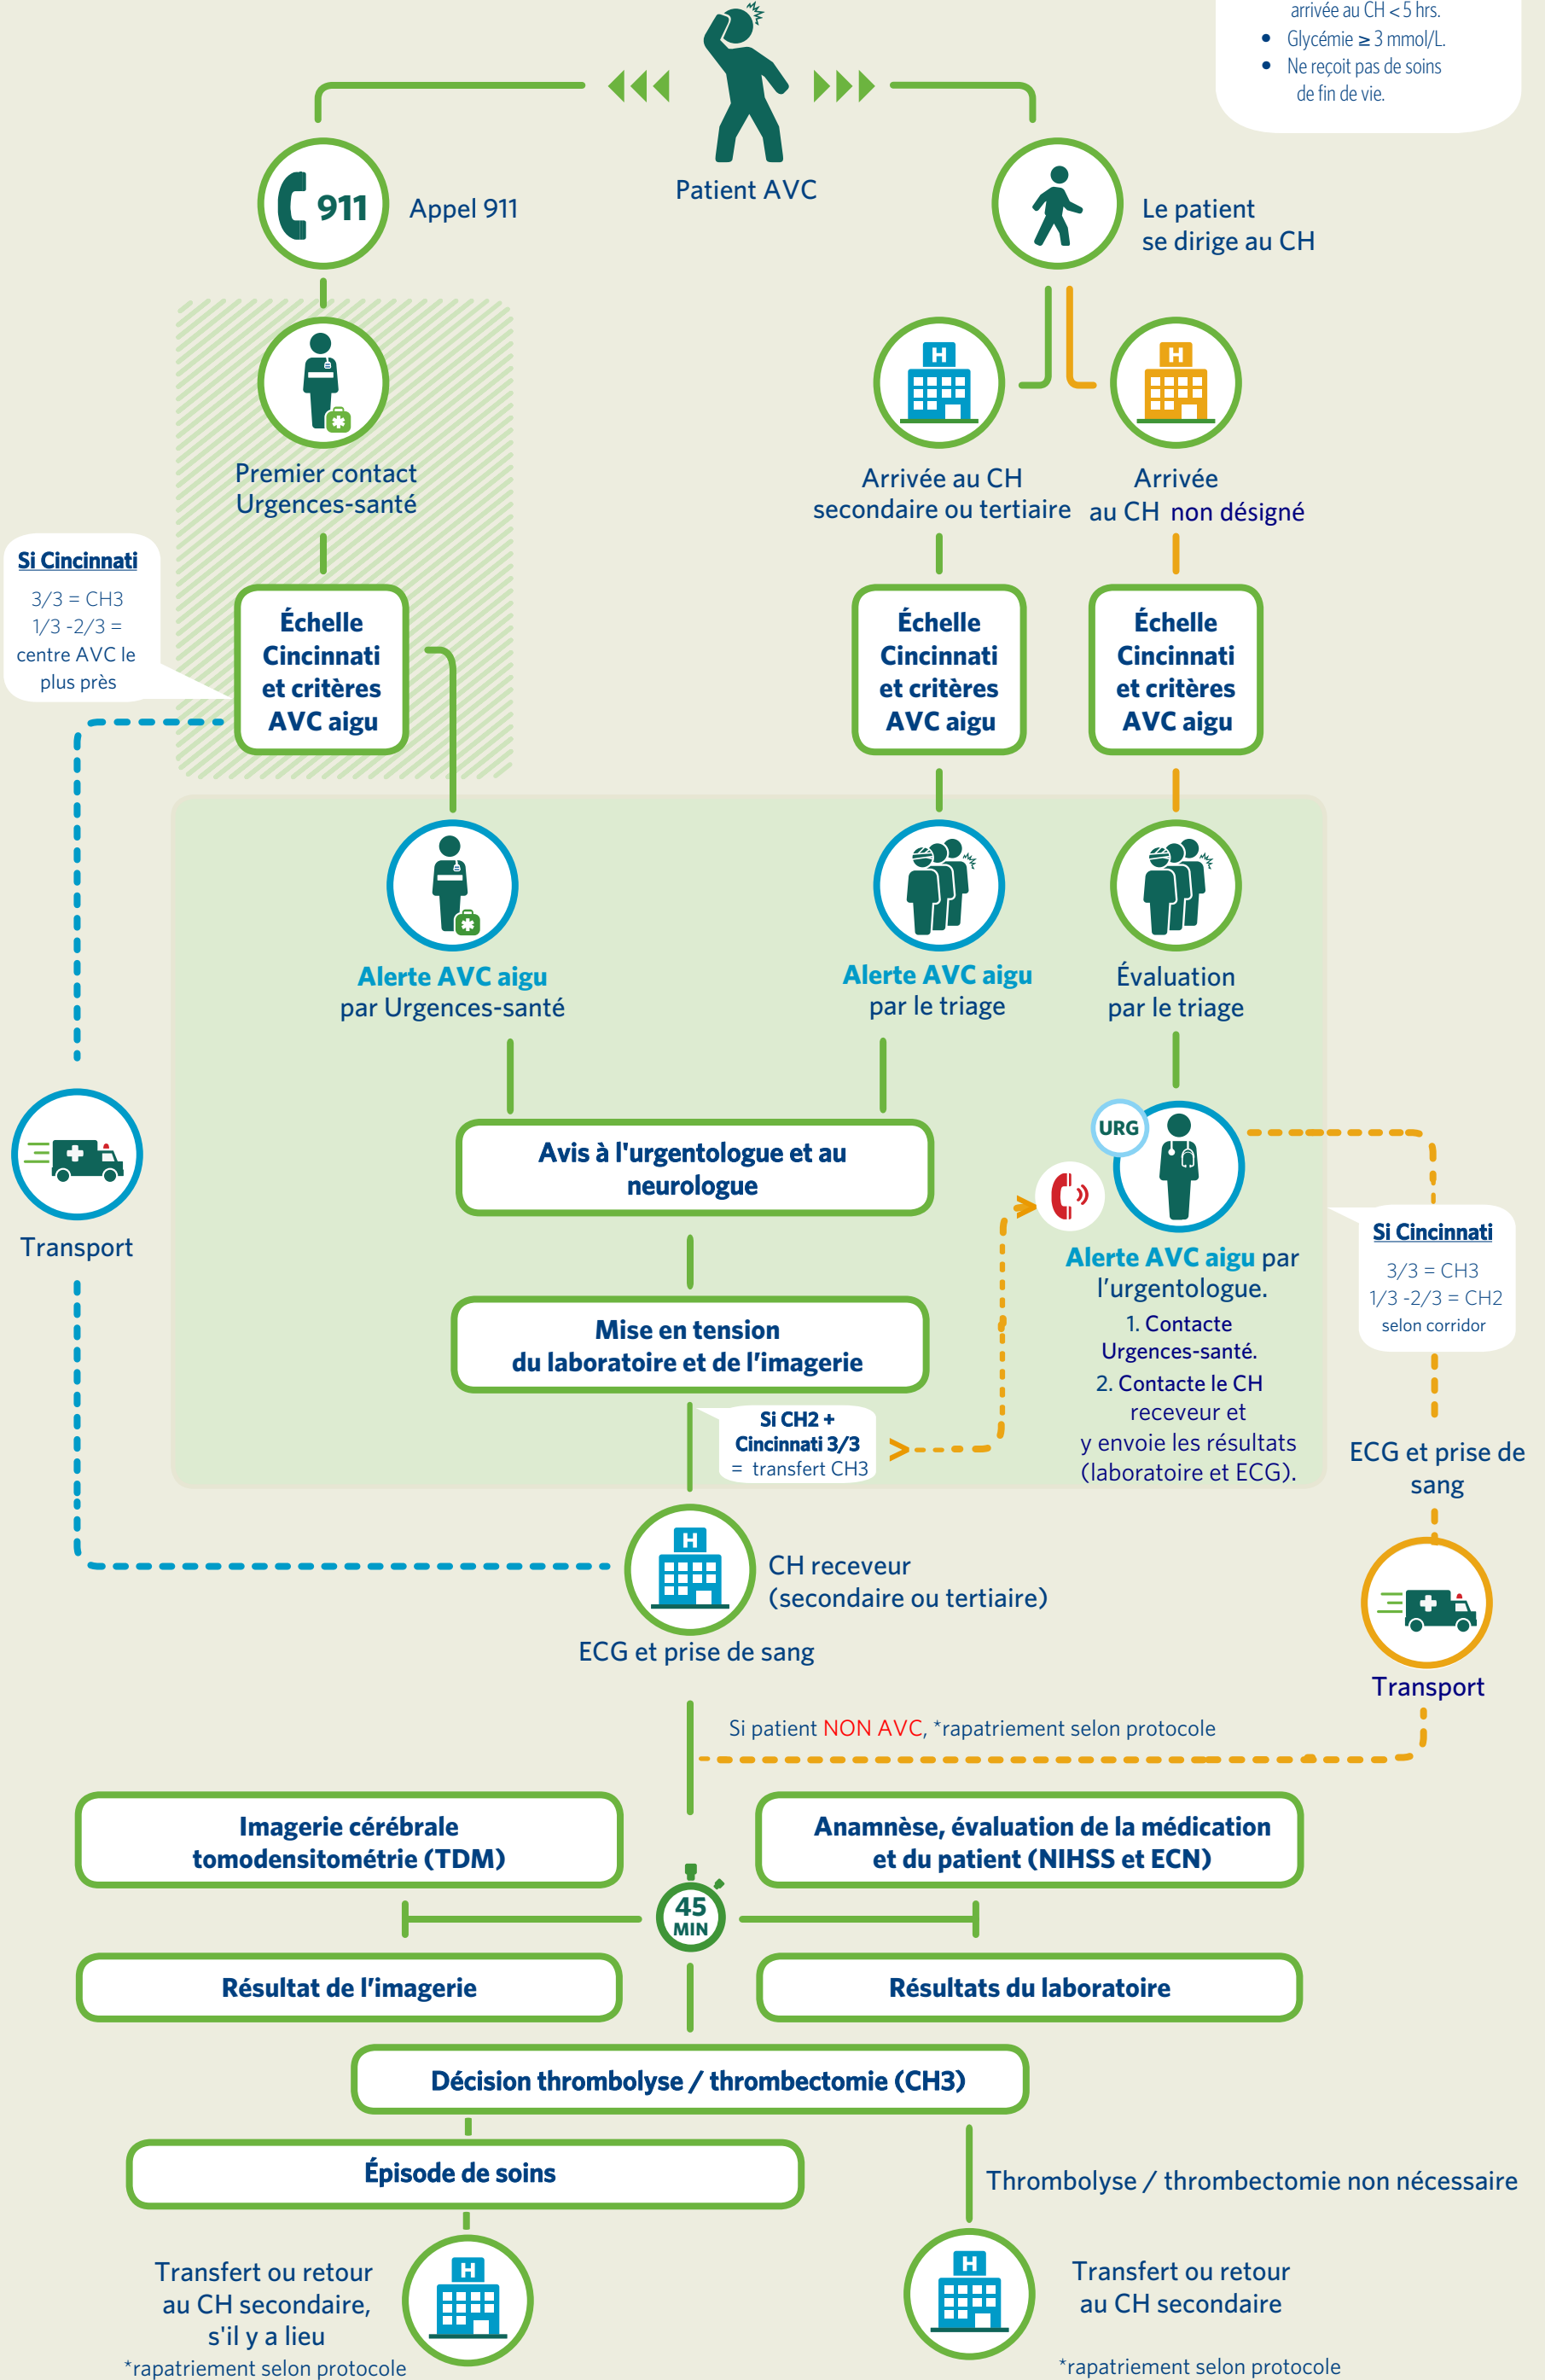 arrivée au CH < 5 hrs.
• Glycémie ≥ 3 mmol/L.
• Ne reçoit pas de soins
de fin de vie.
Patient AVC
911
Appel 911
Le patient
se dirige au CH
H
H
Premier contact
Urgences-santé
Arrivée au CH
secondaire ou tertiaire
Arrivée
au CH non désigné
Si Cincinnati
3/3 = CH3
1/3 -2/3 =
centre AVC le
plus près
Échelle
Cincinnati
et critères
AVC aigu
Échelle
Cincinnati
et critères
AVC aigu
Échelle
Cincinnati
et critères
AVC aigu
Alerte AVC aigu
par Urgences-santé
Alerte AVC aigu
par le triage
Évaluation
par le triage
Transport
Avis à l'urgentologue et au
neurologue
URG
Alerte AVC aigu par
l’urgentologue.
1. Contacte
Urgences-santé.
2. Contacte le CH
receveur et
y envoie les résultats
(laboratoire et ECG).
Si Cincinnati
3/3 = CH3
1/3 -2/3 = CH2
selon corridor
Mise en tension
du laboratoire et de l’imagerie
Si CH2 +
Cincinnati 3/3
= transfert CH3
ECG et prise de
sang
H
CH receveur
(secondaire ou tertiaire)
ECG et prise de sang
Transport
Si patient NON AVC, *rapatriement selon protocole
Imagerie cérébrale
tomodensitométrie (TDM)
Anamnèse, évaluation de la médication
et du patient (NIHSS et ECN)
45
MIN
Résultat de l’imagerie
Résultats du laboratoire
Décision thrombolyse / thrombectomie (CH3)
Épisode de soins
Thrombolyse / thrombectomie non nécessaire
Transfert ou retour
au CH secondaire,
s'il y a lieu
*rapatriement selon protocole
H
H
Transfert ou retour
au CH secondaire
*rapatriement selon protocole